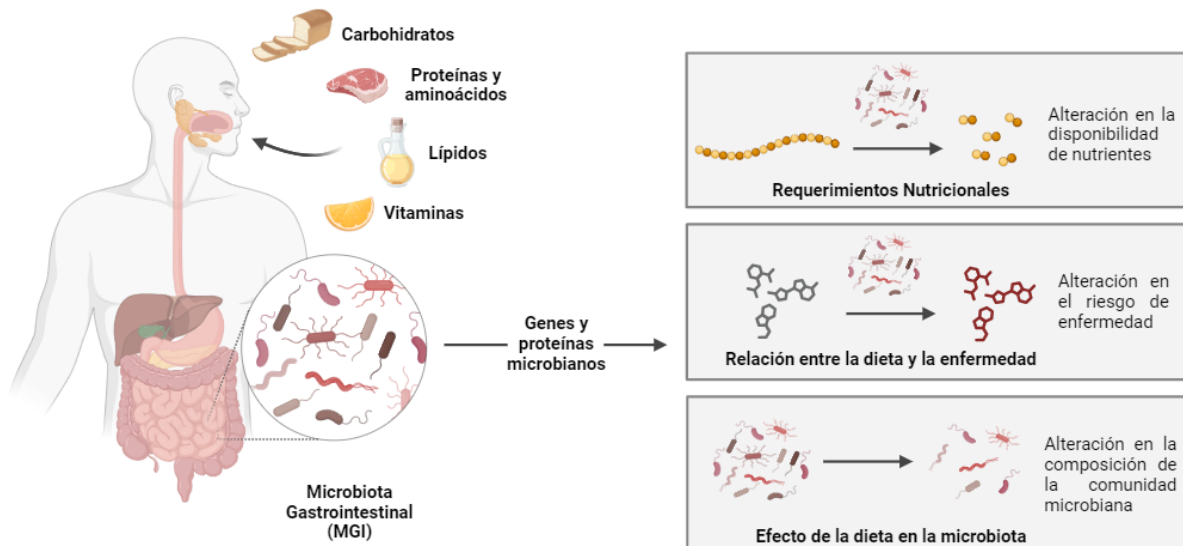 Carbohidratos
Proteínas y
aminoácidos
Lípidos
Vitaminas
Microbiota
Gastrointestinal
(MGI)
Genes y
proteínas
microbianos
Alteración en la
disponibilidad
de nutrientes
Requerimientos Nutricionales
Alteración en
el riesgo de
enfermedad
Relación entre la dieta y la enfermedad
Alteración en la
composición de
la comunidad
microbiana
Efecto de la dieta en la microbiota